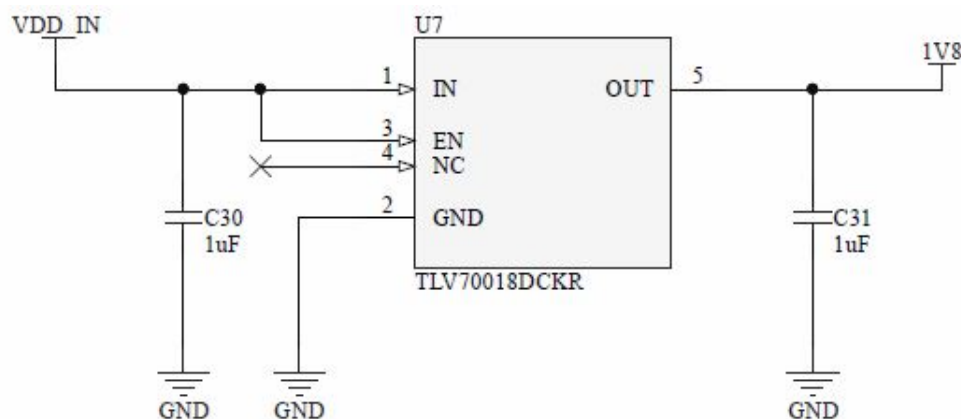 VDD_IN
U7
1V8
1
IN
OUT
5
3
EN
4
NC
2
GND
C30
1uF
C31
1uF
TLV70018DCKR
GND
GND
GND